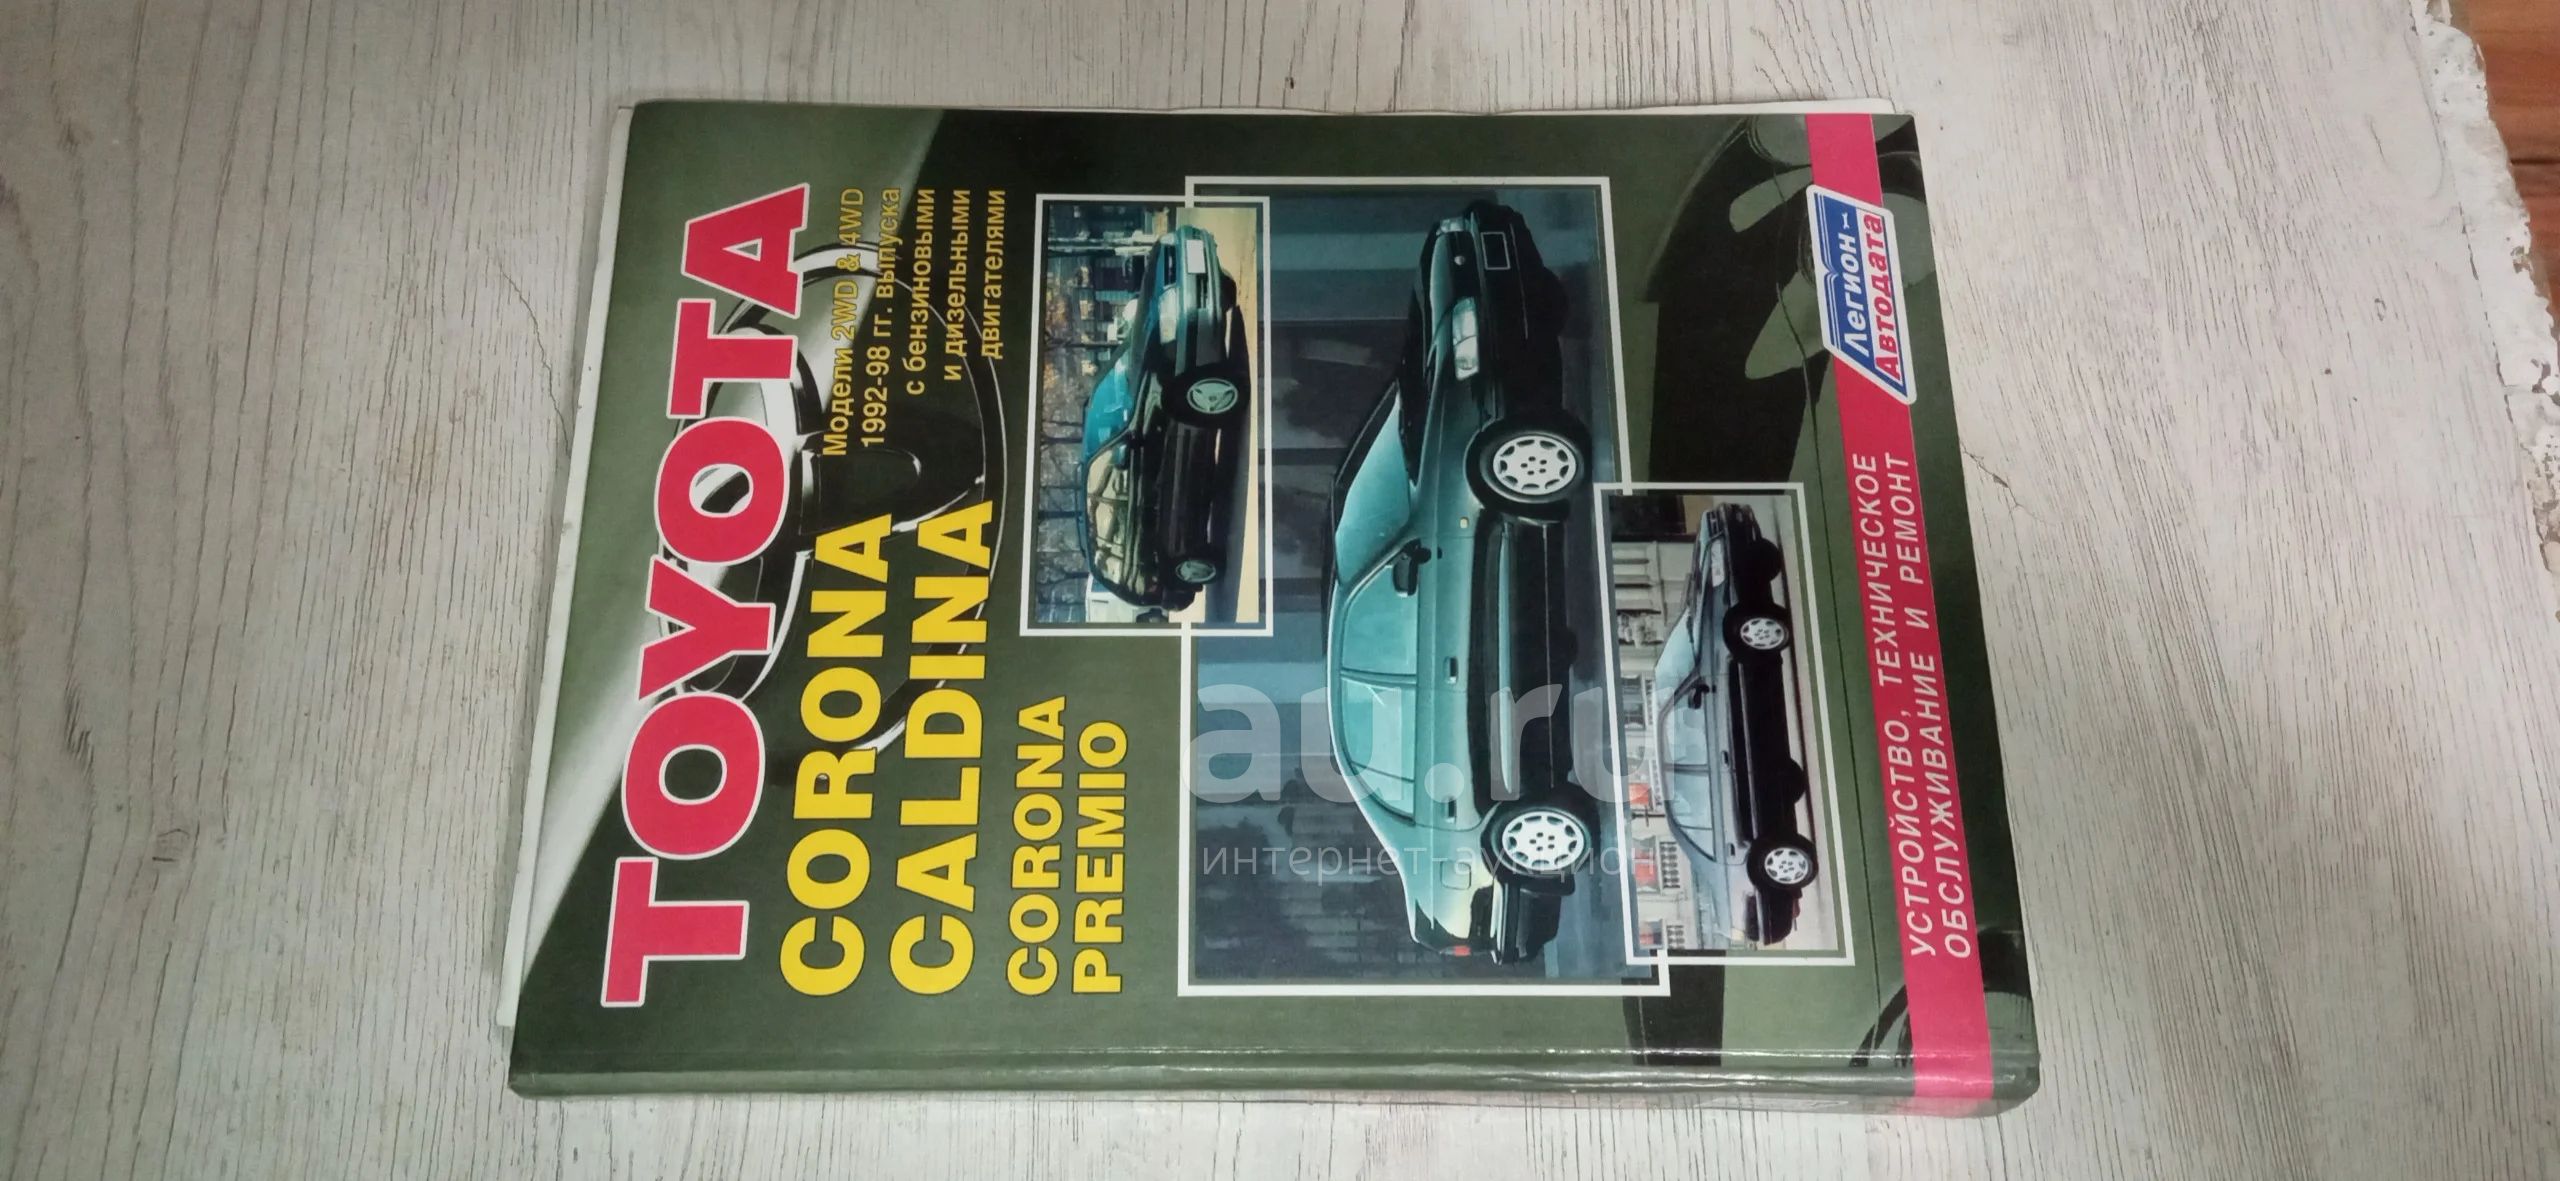 TOYOTA
Модели 2WD & 4WD
1992-98 гг. выпуска
с бензиновыми
и дизельными
двигателями
CORONA
CALDINA
CORONA
PREMIO
au.ru
интернет-аукцион
Легион
Автодата
УСТРОЙСТВО, ТЕХНИЧЕСКОЕ
ОБСЛУЖИВАНИЕ И РЕМОНТ